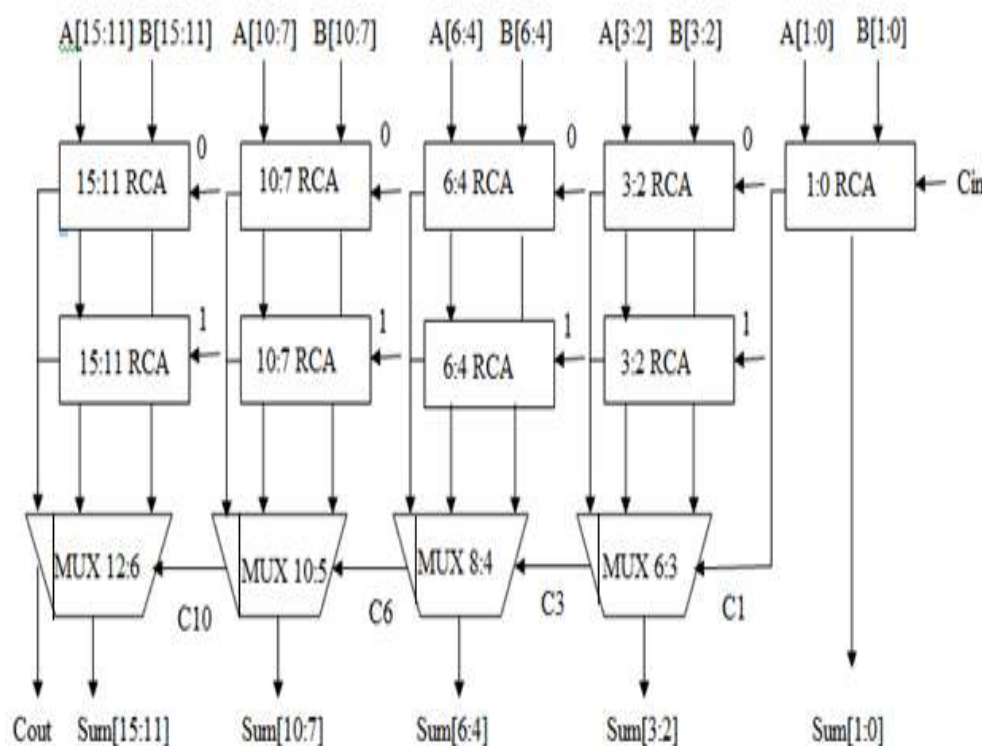 A[15:11] B[15:11] A[10:7] B[10:7] A[6:4] B[6:4] A[3:2] B[3:2] A[1:0] B[1:0]
0 0 0 0
15:11 RCA 10:7 RCA 6:4 RCA 3:2 RCA 1:0 RCA Cin
1 1 1 1
15:11 RCA 10:7 RCA 6:4 RCA 3:2 RCA
MUX 12:6 MUX 10:5 MUX 8:4 MUX 6:3
C10 C6 C3 C1
Cout Sum[15:11] Sum[10:7] Sum[6:4] Sum[3:2] Sum[1:0]